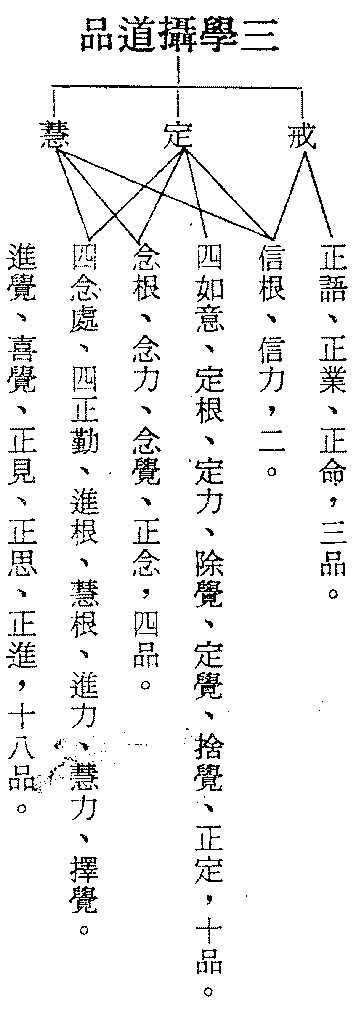 三學攝道品
戒
定
慧
正語、正業、正命，三品。
信根、信力，二。
四如意、定根、定力、除覺、定覺、捨覺、正定，十品。
念根、念力、念覺、正念，四品。
四念處、四正勤、進根、慧根、進力、慧力、擇覺。
進覺、喜覺、正見、正思、正進，十八品。